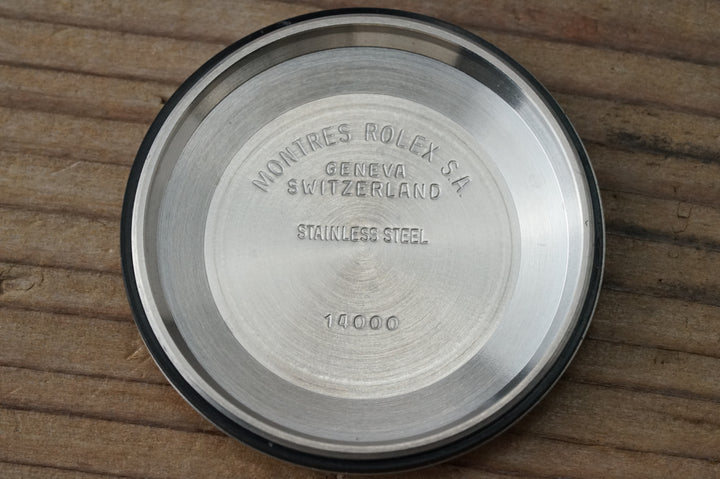 MONTRES ROLEX S.A.
GENEVA
SWITZERLAND
STAINLESS STEEL
14000